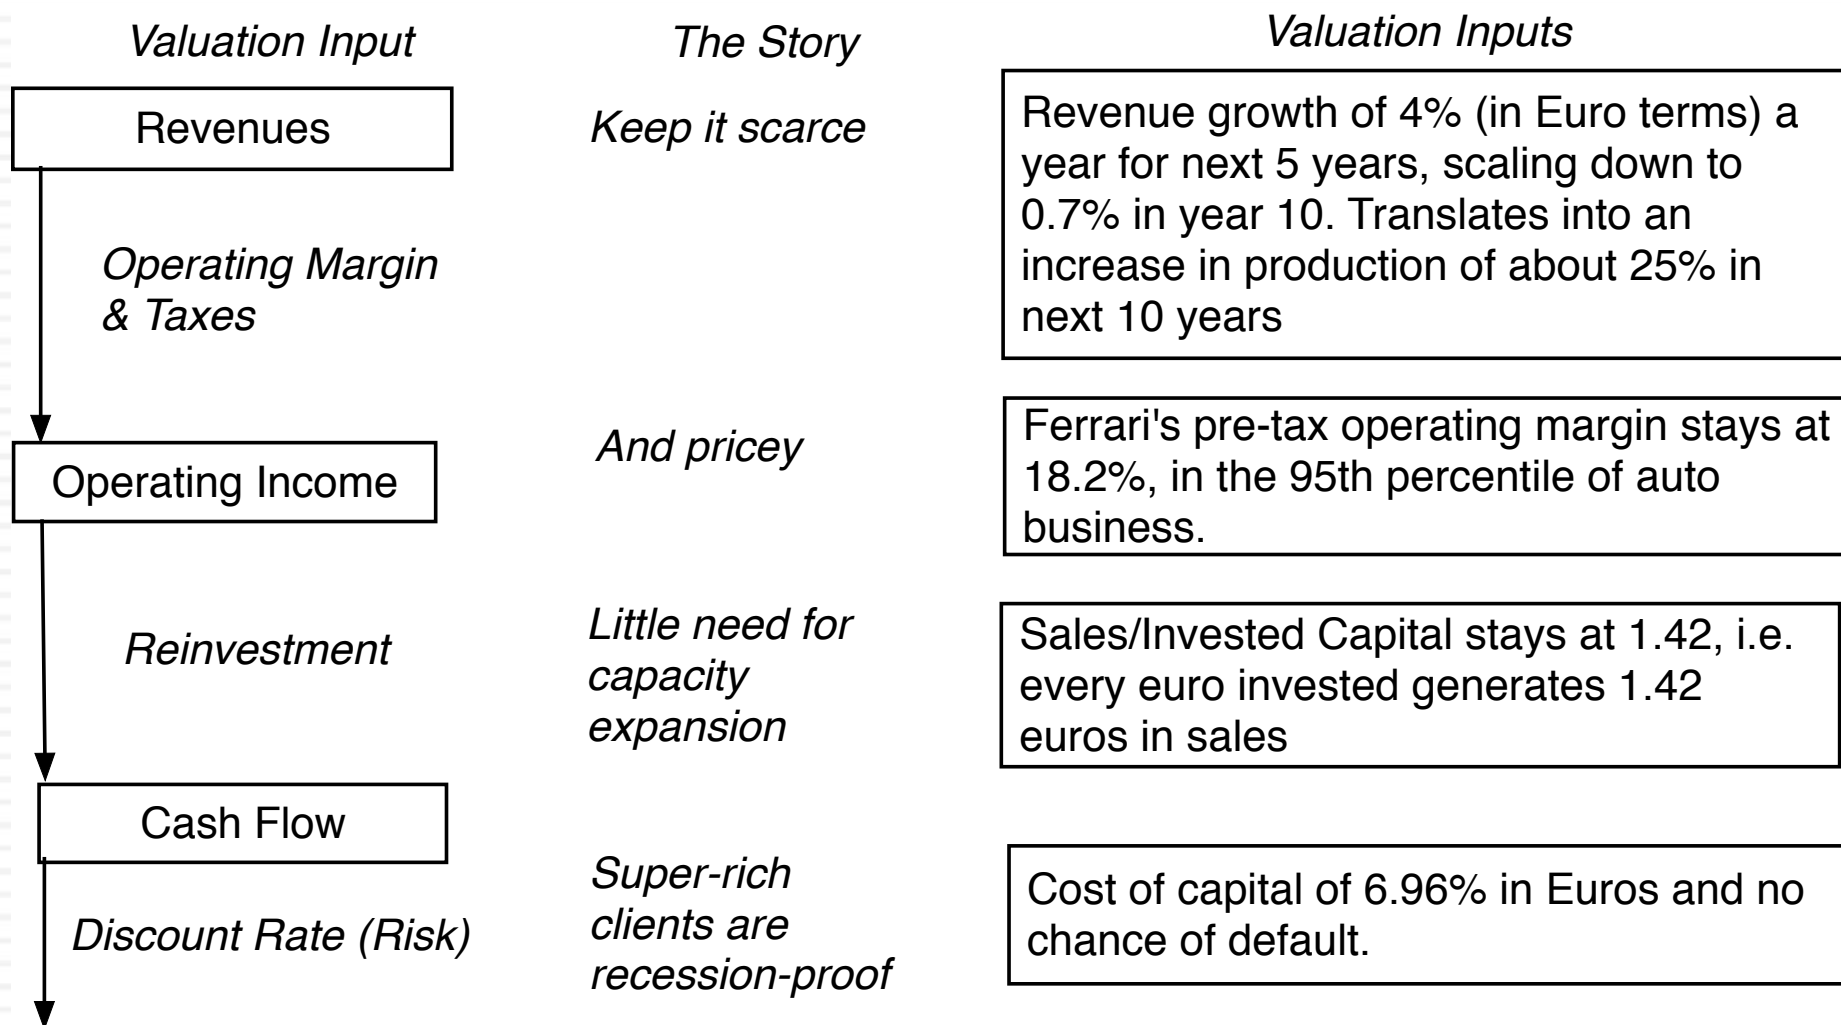 Valuation Input
The Story
Valuation Inputs
Revenues
Keep it scarce
Revenue growth of 4% (in Euro terms) a
year for next 5 years, scaling down to
0.7% in year 10. Translates into an
increase in production of about 25% in
next 10 years
Operating Margin
& Taxes
Operating Income
And pricey
Ferrari's pre-tax operating margin stays at
18.2%, in the 95th percentile of auto
business.
Reinvestment
Little need for
capacity
expansion
Sales/Invested Capital stays at 1.42, i.e.
every euro invested generates 1.42
euros in sales
Cash Flow
Discount Rate (Risk)
Super-rich
clients are
recession-proof
Cost of capital of 6.96% in Euros and no
chance of default.